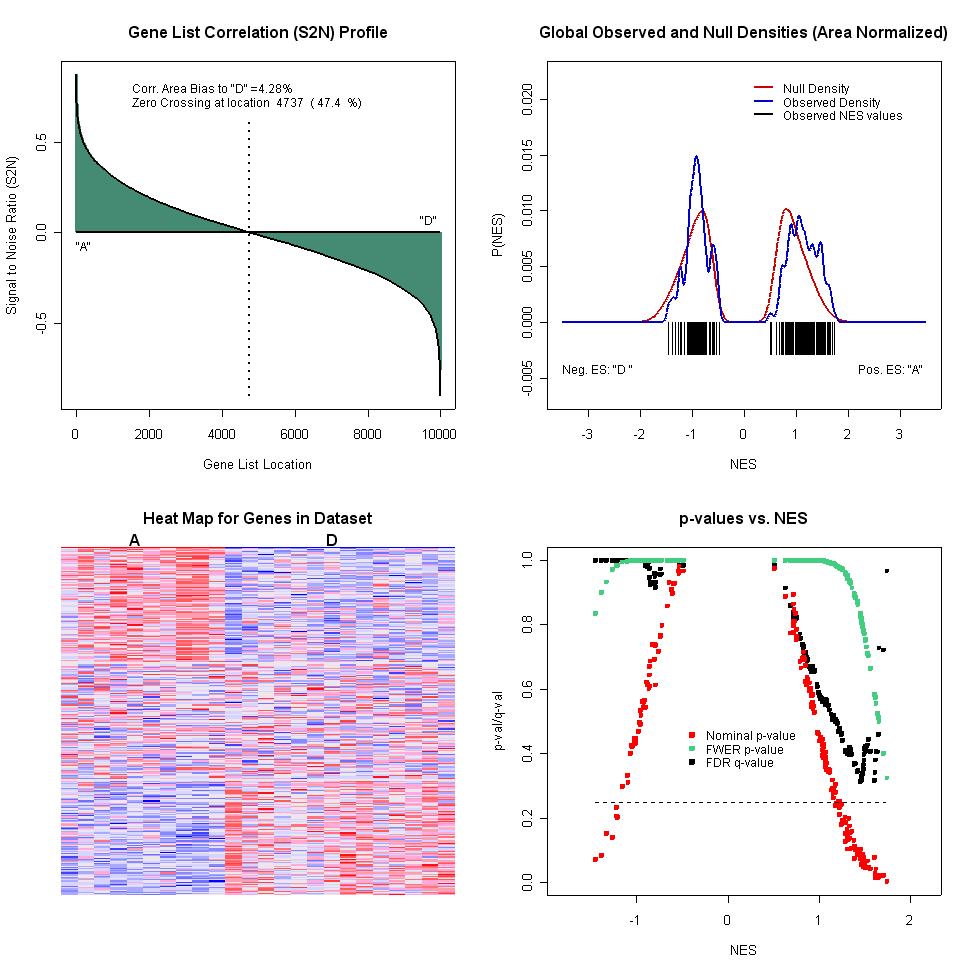 Gene List Correlation (S2N) Profile
Corr. Area Bias to "D" =4.28%
Zero Crossing at location 4737 ( 47.4 %)
"D"
"A"
0.5
0.0
-0.5
Signal to Noise Ratio (S2N)
0 2000 4000 6000 8000 10000
Gene List Location
Global Observed and Null Densities (Area Normalized)
Null Density
Observed Density
Observed NES values
0.020
0.015
0.010
0.005
0.000
-0.005
P(NES)
Neg. ES: "D " Pos. ES: "A"
-3 -2 -1 0 1 2 3
NES
Heat Map for Genes in Dataset
A D
p-values vs. NES
1.0
0.8
0.6
0.4
0.2
0.0
p-val/q-val
Nominal p-value
FWER p-value
FDR q-value
-1 0 1 2
NES